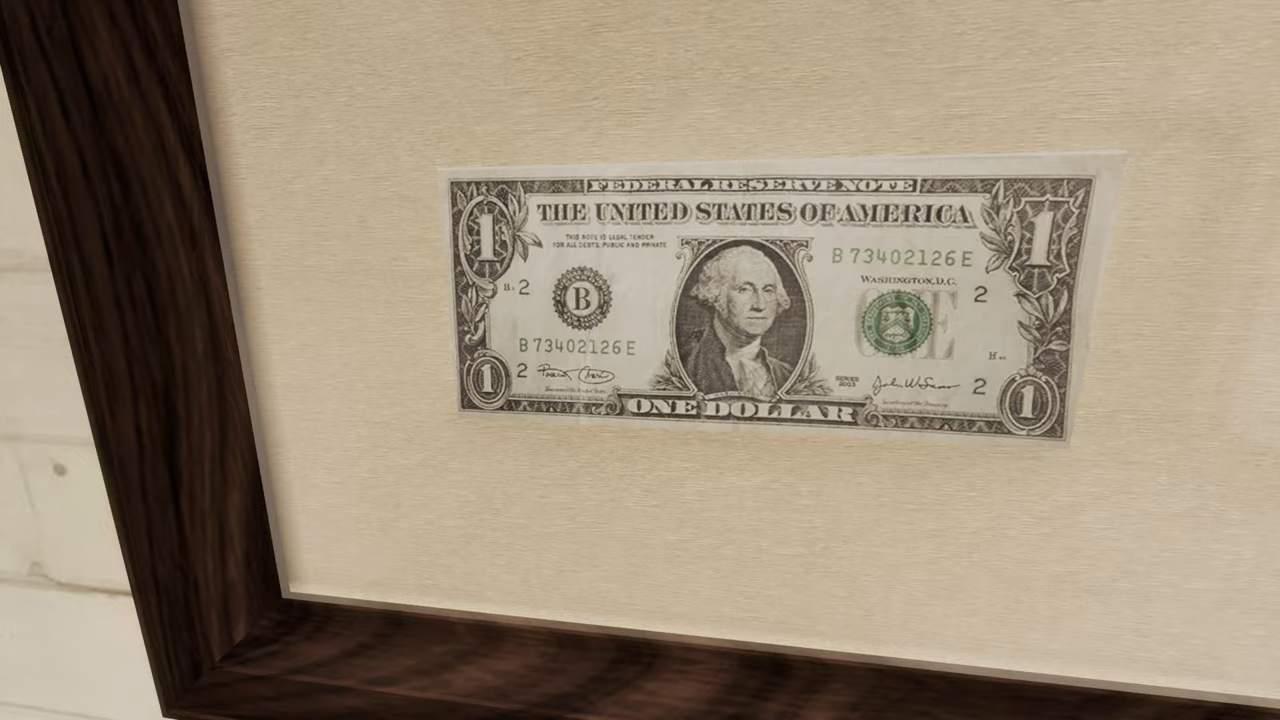 FEDERAL RESERVE NOTE
THE UNITED STATES OF AMERICA
1
1
THIS NOTE IS LEGAL TENDER
FOR ALL DEBTS, PUBLIC AND PRIVATE
B 73402126 E
WASHINGTON, D.C.
2
B
ONE
2
B 73402126 E
2
SERIES
2003
2
1
ONE DOLLAR
1